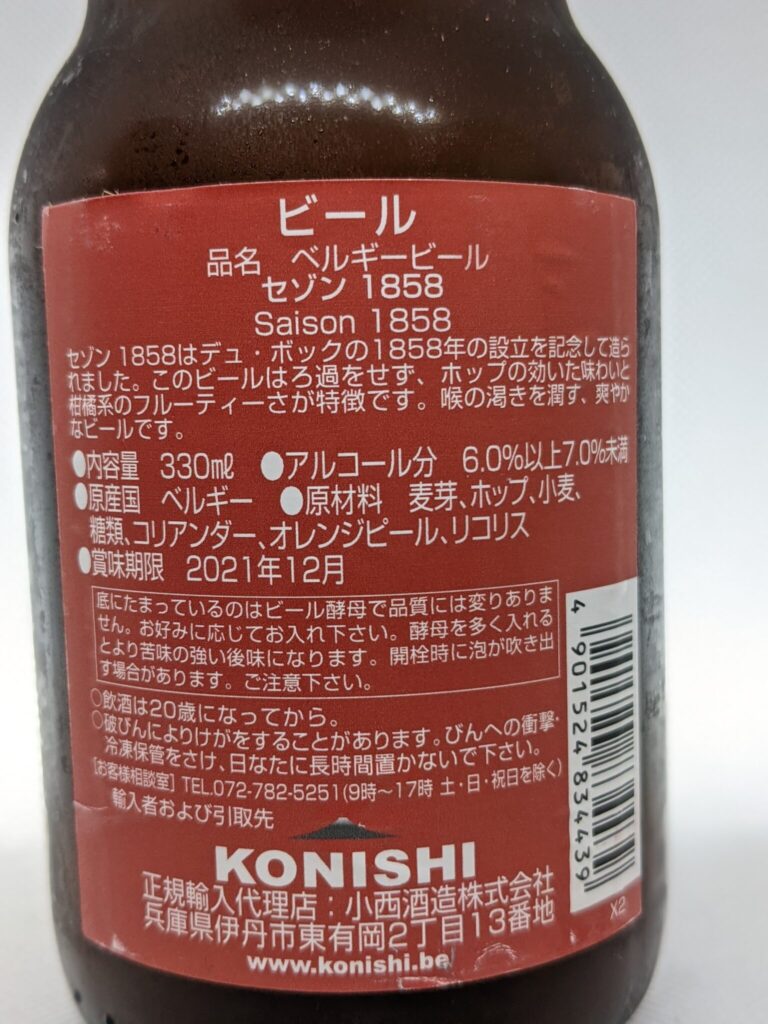 ビール
品名　ベルギービール
セゾン 1858
Saison 1858
セゾン 1858はデュ・ボックの1858年の設立を記念して造ら
れました。このビールはろ過をせず、ホップの効いた味わいと
柑橘系のフルーティーさが特徴です。喉の渇きを潤す、爽やか
なビールです。
●内容量　330㎖　●アルコール分　6.0%以上7.0%未満
●原産国　ベルギー　●原材料　麦芽、ホップ、小麦、
糖類、コリアンダー、オレンジピール、リコリス
●賞味期限　2021年12月
底にたまっているのはビール酵母で品質には変りありま
せん。お好みに応じてお入れ下さい。酵母を多く入れる
とより苦味の強い後味になります。開栓時に泡が吹き出
す場合があります。ご注意下さい。
○飲酒は20歳になってから。
○破びんによりけがをすることがあります。びんへの衝撃・
冷凍保管をさけ、日なたに長時間置かないで下さい。
[お客様相談室] TEL.072-782-5251(9時～17時 土・日・祝日を除く)
輸入者および引取先
KONISHI
正規輸入代理店：小西酒造株式会社
兵庫県伊丹市東有岡2丁目13番地
www.konishi.be
4 901524 834439
X2